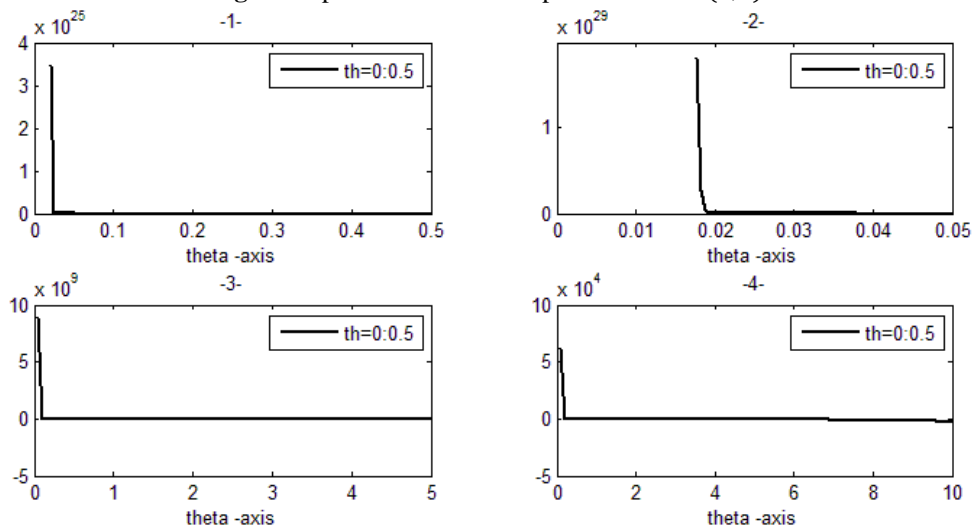 -1-
x 10^25
4
3
2
1
0
th=0:0.5
0 0.1 0.2 0.3 0.4 0.5
theta -axis
-2-
x 10^29
1
0
th=0:0.5
0 0.01 0.02 0.03 0.04 0.05
theta -axis
-3-
x 10^9
10
5
0
-5
th=0:0.5
0 1 2 3 4 5
theta -axis
-4-
x 10^4
10
5
0
-5
th=0:0.5
0 2 4 6 8 10
theta -axis